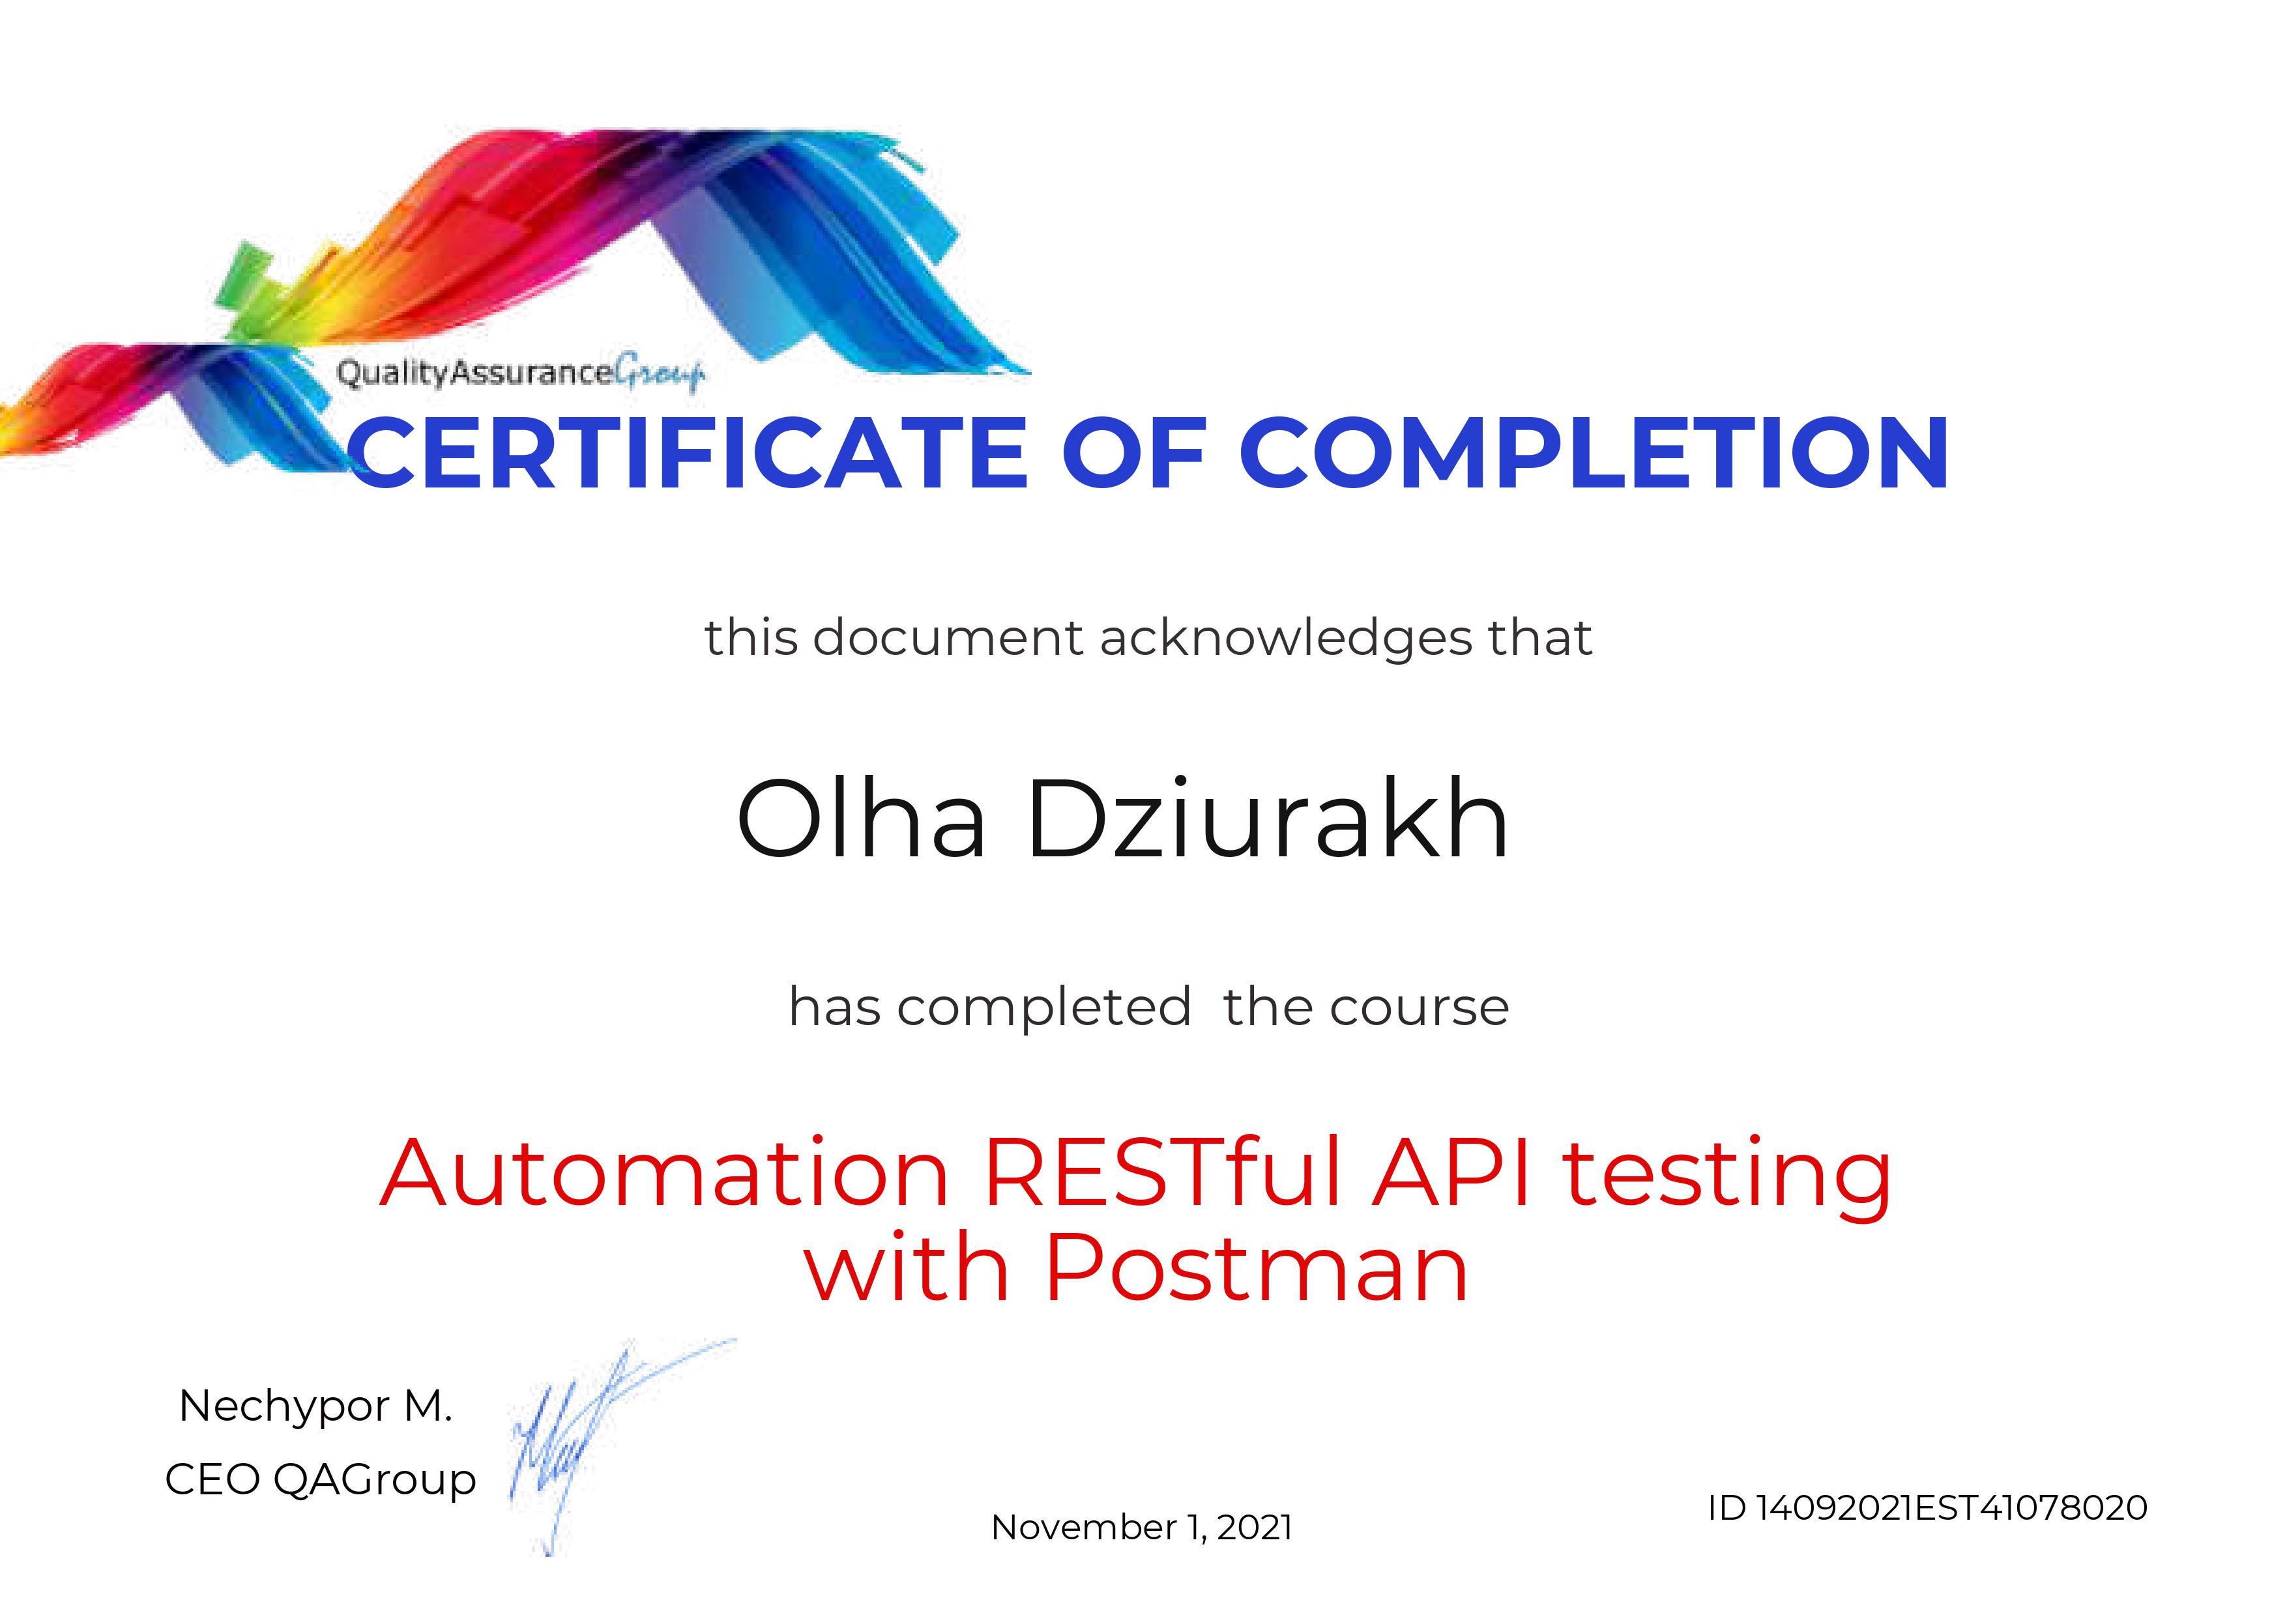 QualityAssuranceGroup
CERTIFICATE OF COMPLETION
this document acknowledges that
Olha Dziurakh
has completed  the course
Automation RESTful API testing
with Postman
Nechypor M.
CEO QAGroup
November 1, 2021
ID 14092021EST41078020